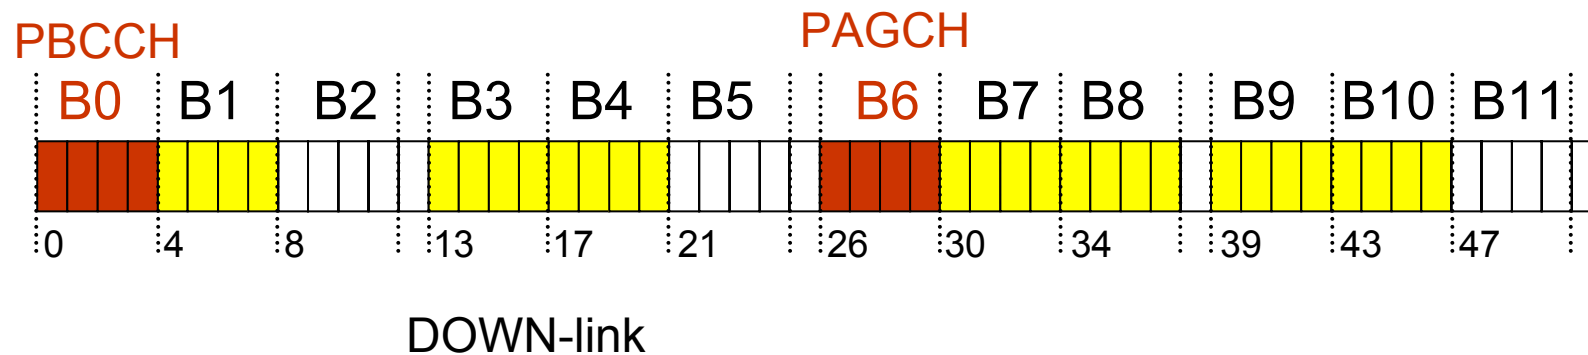 PBCCH PAGCH
B0 B1 B2 B3 B4 B5 B6 B7 B8 B9 B10 B11
0 4 8 13 17 21 26 30 34 39 43 47
DOWN-link